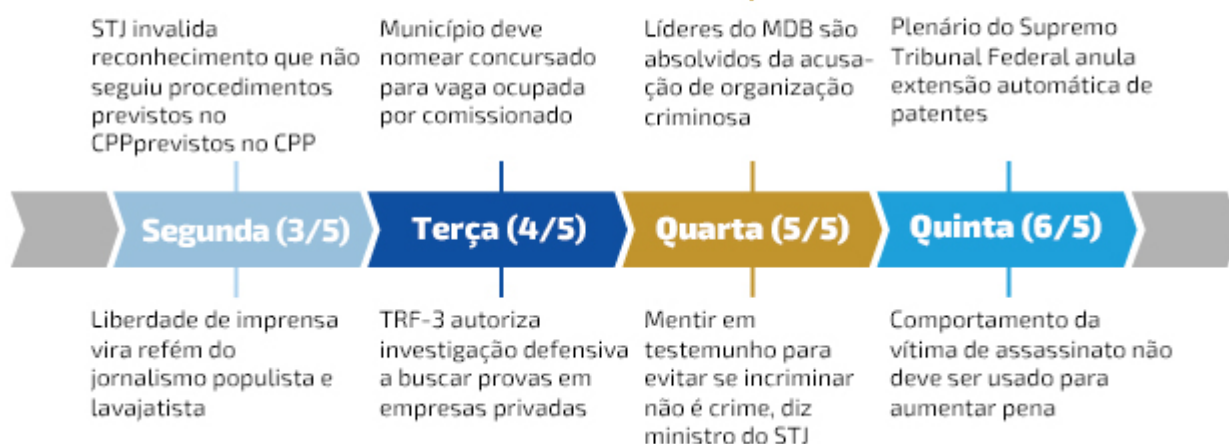 STJ invalida
reconhecimento que não
seguiu procedimentos
previstos no
CPPprevistos no CPP
Município deve
nomear concursado
para vaga ocupada
por comissionado
Líderes do MDB são
absolvidos da acusa-
ção de organização
criminosa
Plenário do Supremo
Tribunal Federal anula
extensão automática de
patentes
Segunda (3/5)
Terça (4/5)
Quarta (5/5)
Quinta (6/5)
Liberdade de imprensa
vira refém do
jornalismo populista e
lavajatista
TRF-3 autoriza
investigação defensiva
a buscar provas em
empresas privadas
Mentir em
testemunho para
evitar se incriminar
não é crime, diz
ministro do STJ
Comportamento da
vítima de assassinato não
deve ser usado para
aumentar pena